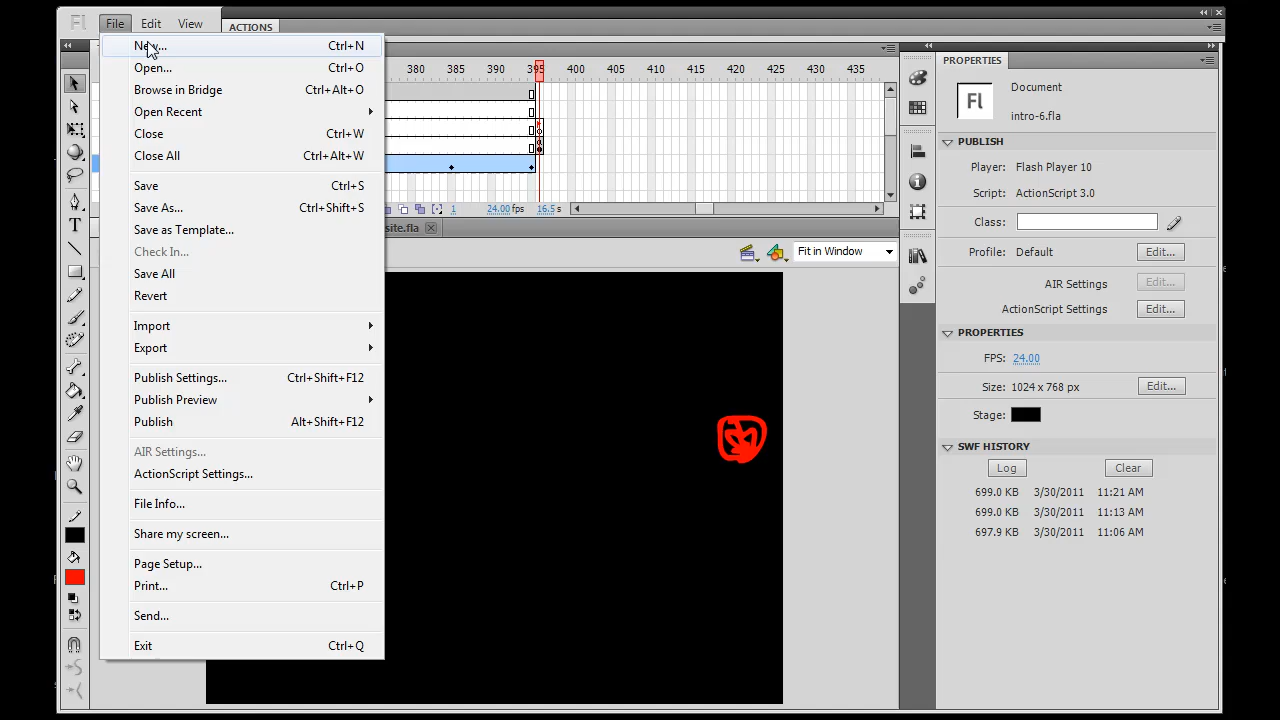 Fl File Edit View ACTIONS
New... Ctrl+N
Open... Ctrl+O
Browse in Bridge Ctrl+Alt+O
Open Recent
Close Ctrl+W
Close All Ctrl+Alt+W
Save Ctrl+S
Save As... Ctrl+Shift+S
Save as Template...
Check In...
Save All
Revert
Import
Export
Publish Settings... Ctrl+Shift+F12
Publish Preview
Publish Alt+Shift+F12
AIR Settings...
ActionScript Settings...
File Info...
Share my screen...
Page Setup...
Print... Ctrl+P
Send...
Exit Ctrl+Q
380 385 390 395 400 405 410 415 420 425 430 435
1 24.00fps 16.5s
site.fla
Fit in Window
T
PROPERTIES
Fl
Document
intro-6.fla
PUBLISH
Player: Flash Player 10
Script: ActionScript 3.0
Class:
Profile: Default Edit...
AIR Settings Edit...
ActionScript Settings Edit...
PROPERTIES
FPS: 24.00
Size: 1024 x 768 px Edit...
Stage:
SWF HISTORY
Log Clear
699.0 KB 3/30/2011 11:21 AM
699.0 KB 3/30/2011 11:13 AM
697.9 KB 3/30/2011 11:06 AM